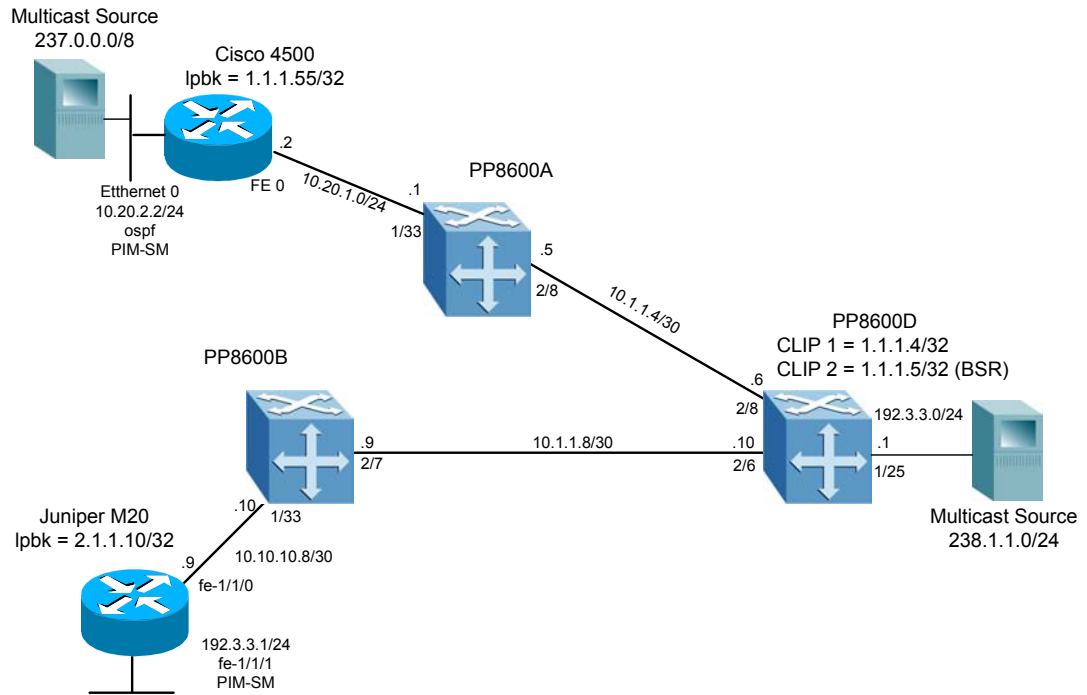 Multicast Source
237.0.0.0/8
Cisco 4500
lpbk = 1.1.1.55/32
.2
FE 0
Etthernet 0
10.20.2.2/24
ospf
PIM-SM
10.20.1.0/24
PP8600A
.1
1/33
.5
2/8
10.1.1.4/30
PP8600D
CLIP 1 = 1.1.1.4/32
CLIP 2 = 1.1.1.5/32 (BSR)
.6
2/8
192.3.3.0/24
.10
2/6
.1
1/25
Multicast Source
238.1.1.0/24
PP8600B
.9
2/7
10.1.1.8/30
.10
1/33
Juniper M20
lpbk = 2.1.1.10/32
.9
10.10.10.8/30
fe-1/1/0
192.3.3.1/24
fe-1/1/1
PIM-SM